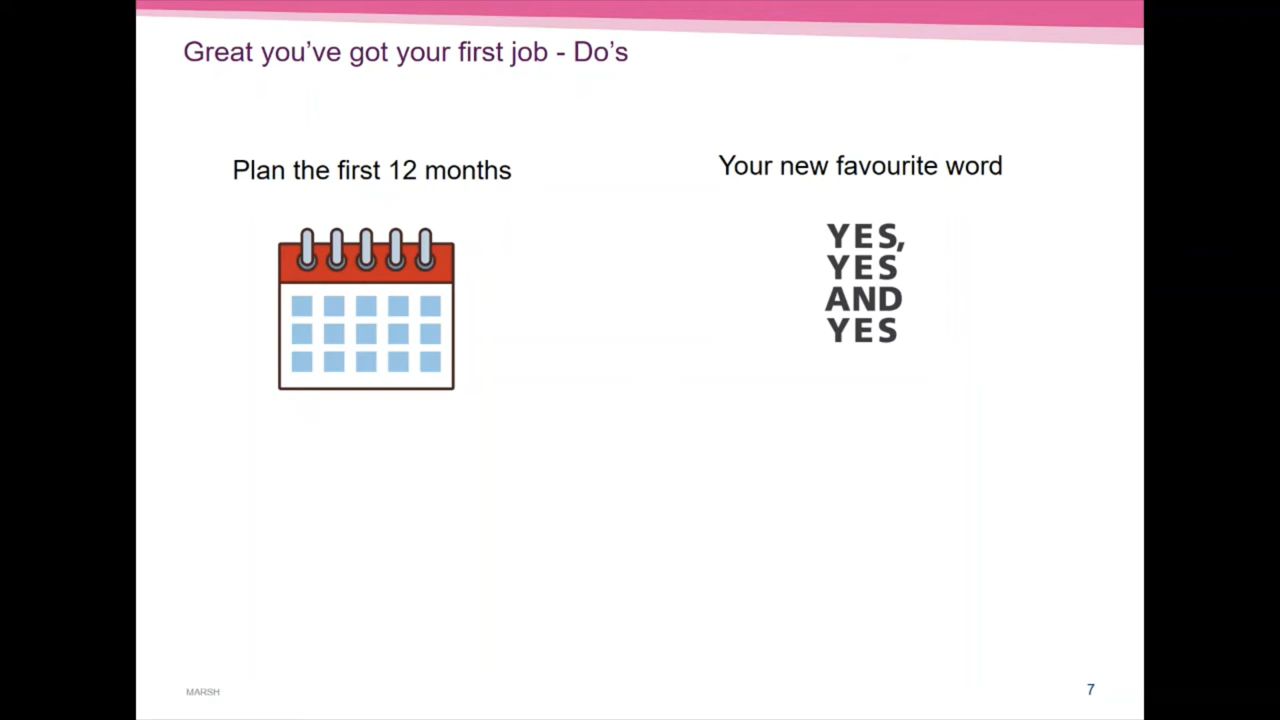 Great you've got your first job - Do's
Plan the first 12 months
Your new favourite word
YES,
YES
AND
YES
MARSH
7